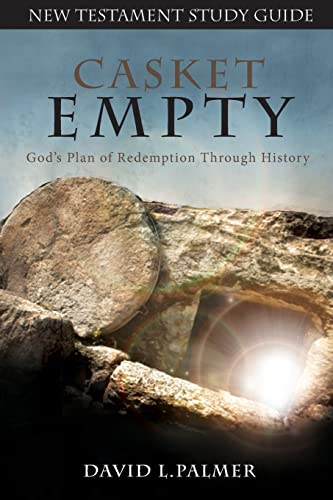 NEW TESTAMENT STUDY GUIDE
CASKET
EMPTY
God's Plan of Redemption Through History
DAVID L.PALMER